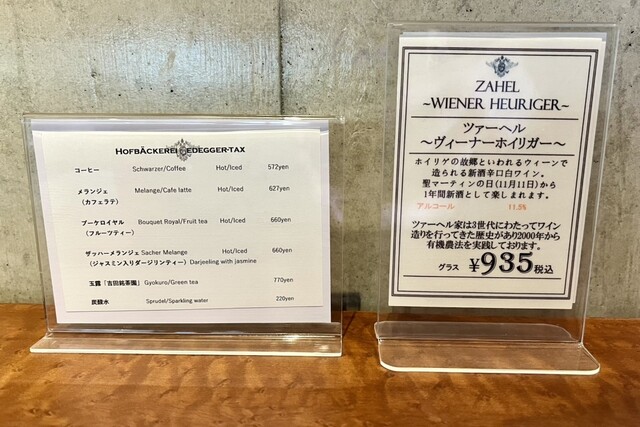 HOFBÄCKEREI EDEGGER-TAX
コーヒー Schwarzer/Coffee Hot/Iced 572yen
メランジェ Melange/Cafe latte Hot/Iced 627yen
(カフェラテ)
ブーケロイヤル Bouquet Royal/Fruit tea Hot/Iced 660yen
(フルーツティー)
ザッハーメランジェ Sacher Melange Hot/Iced 660yen
(ジャスミン入りダージリンティー) Darjeeling with jasmine
玉露「吉田銘茶園」 Gyokuro/Green tea 770yen
炭酸水 Sprudel/Sparkling water 220yen
ZAHEL
~WIENER HEURIGER~
ツァーヘル
~ヴィーナーホイリガー~
ホイリゲの故郷といわれるウィーンで
造られる新酒辛口白ワイン。
聖マーティンの日(11月11日)から
1年間新酒として楽しまれます。
アルコール 11.5%
ツァーヘル家は3世代にわたってワイン
造りを行ってきた歴史があり2000年から
有機農法を実践しております。
グラス ¥935税込